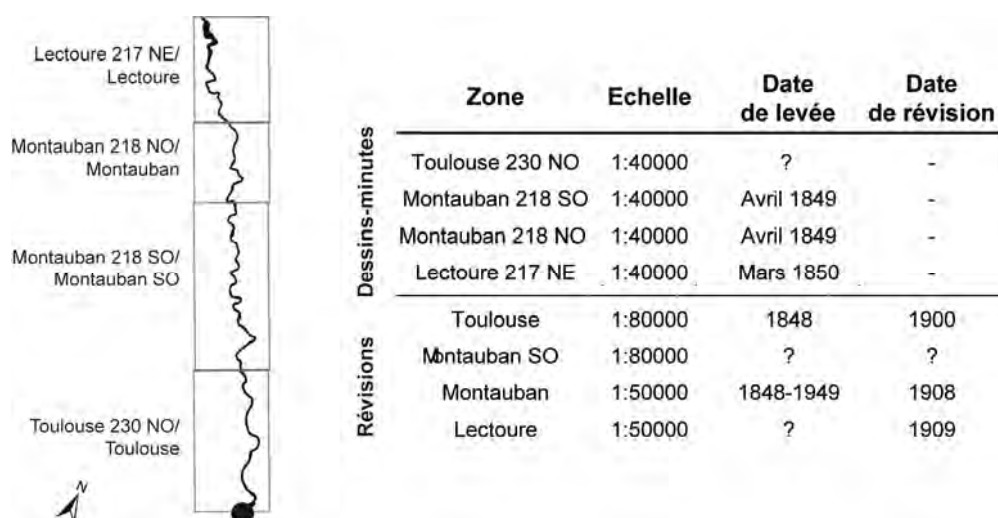 Lectoure 217 NE/
Lectoure
Montauban 218 NO/
Montauban
Montauban 218 SO/
Montauban SO
Toulouse 230 NO/
Toulouse
N
Zone Echelle Date de levée Date de révision
Dessins-minutes
Toulouse 230 NO 1:40000 ? -
Montauban 218 SO 1:40000 Avril 1849 -
Montauban 218 NO 1:40000 Avril 1849 -
Lectoure 217 NE 1:40000 Mars 1850 -
Révisions
Toulouse 1:80000 1848 1900
Montauban SO 1:80000 ? ?
Montauban 1:50000 1848-1949 1908
Lectoure 1:50000 ? 1909